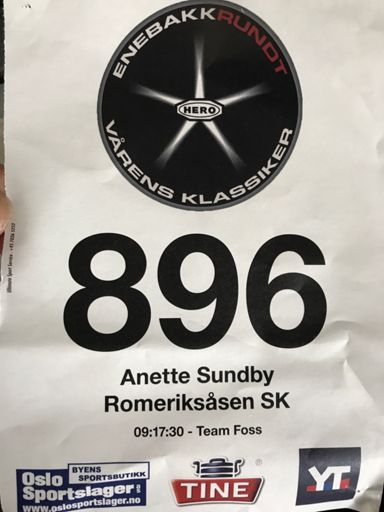 ENEBAKKRUNDT
HERO
VÅRENS KLASSIKER
896
Anette Sundby
Romeriksåsen SK
09:17:30 - Team Foss
Oslo Sportslager
BYENS SPORTSBUTIKK
www.oslosportslager.no
TINE
YT.